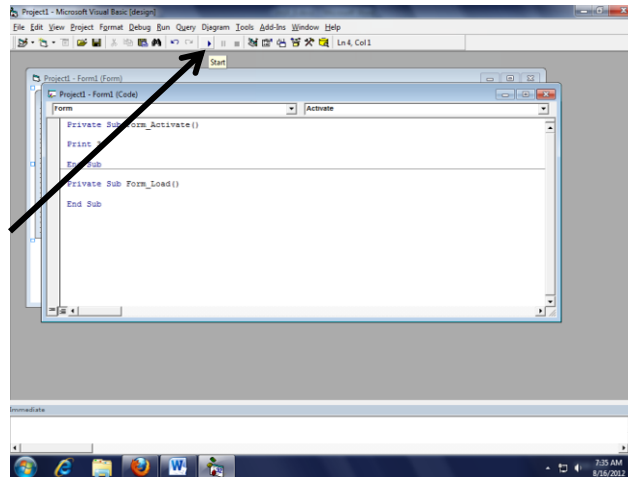 Project1 - Microsoft Visual Basic [design]
File Edit View Project Format Debug Run Query Diagram Tools Add-Ins Window Help
Ln 4, Col 1
Start
Project1 - Form1 (Form)
Project1 - Form1 (Code)
Form Activate
Private Sub Form_Activate()
Print
End Sub
Private Sub Form_Load()
End Sub
Immediate
7:35 AM
8/16/2012